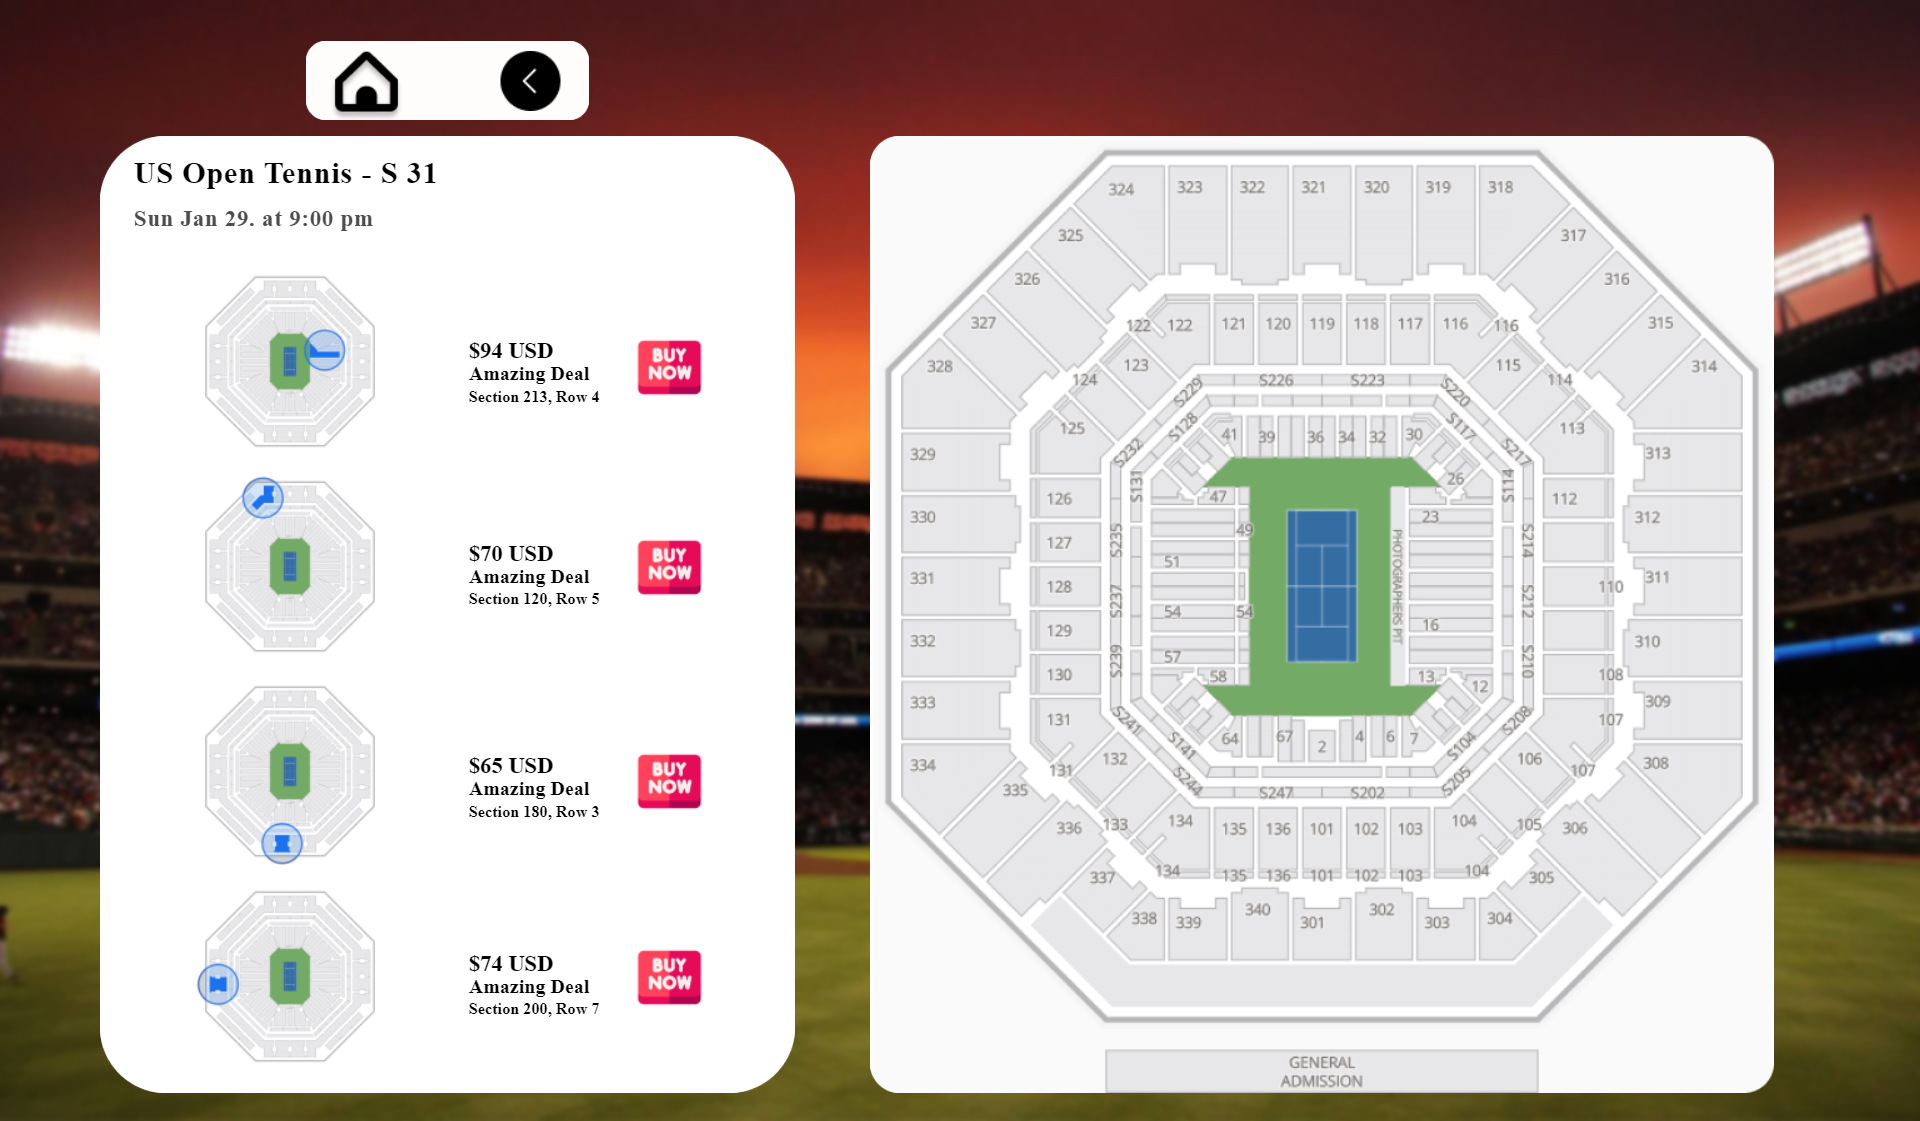 US Open Tennis - S 31
Sun Jan 29. at 9:00 pm
$94 USD
Amazing Deal
Section 213, Row 4
BUY
NOW
$70 USD
Amazing Deal
Section 120, Row 5
BUY
NOW
$65 USD
Amazing Deal
Section 180, Row 3
BUY
NOW
$74 USD
Amazing Deal
Section 200, Row 7
BUY
NOW
324 323 322 321 320 319 318
325 317
326 316
327 122 122 121 120 119 118 117 116 116 315
328 124 123 115 114 314
S229 S226 S223 S220
125 S128 41 39 36 34 32 30 S117 113
329 S232 S217 313
S131 47 26 S114
330 126 23 112 312
127 S235 49 S214
51 PHOTOGRAPHERS PIT
331 128 S237 S212 110 311
54 54 16
332 129 310
57
130 S239 58 13 12 S210 108
333 131 S241 S208 107 309
S141 64 67 2 4 6 7 S104
334 131 132 S244 S247 S202 S205 106 107 308
335
336 133 134 135 136 101 102 103 104 105 306
337 134 135 136 101 102 103 104 305
338 339 340 301 302 303 304
GENERAL
ADMISSION